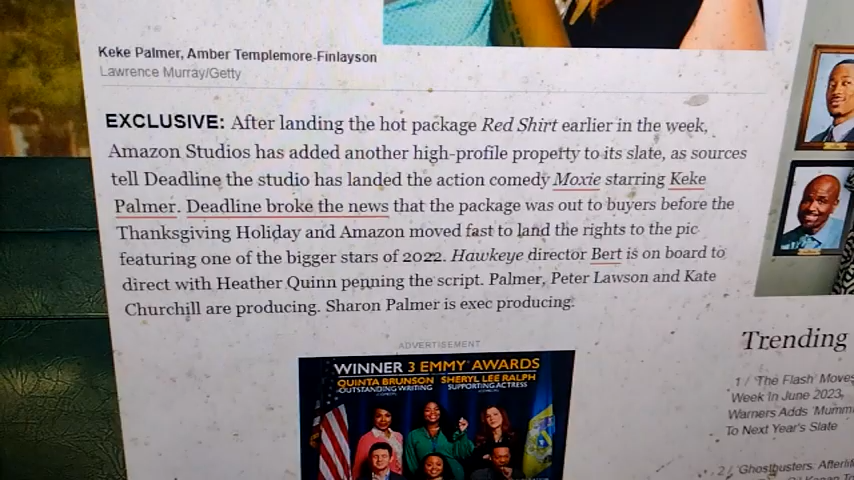 Keke Palmer, Amber Templemore-Finlayson
Lawrence Murray/Getty
EXCLUSIVE: After landing the hot package Red Shirt earlier in the week,
Amazon Studios has added another high-profile property to its slate, as sources
tell Deadline the studio has landed the action comedy Moxie starring Keke
Palmer. Deadline broke the news that the package was out to buyers before the
Thanksgiving Holiday and Amazon moved fast to land the rights to the pic
featuring one of the bigger stars of 2022. Hawkeye director Bert is on board to
direct with Heather Quinn penning the script. Palmer, Peter Lawson and Kate
Churchill are producing. Sharon Palmer is exec producing.
ADVERTISEMENT
WINNER 3 EMMY AWARDS
QUINTA BRUNSON SHERYL LEE RALPH
OUTSTANDING WRITING SUPPORTING ACTRESS
Trending
1 / 'The Flash' Moves
Week In June 2023,
Warners Adds 'Mumm
To Next Year's Slate
2 / 'Ghostbusters: Afterlif